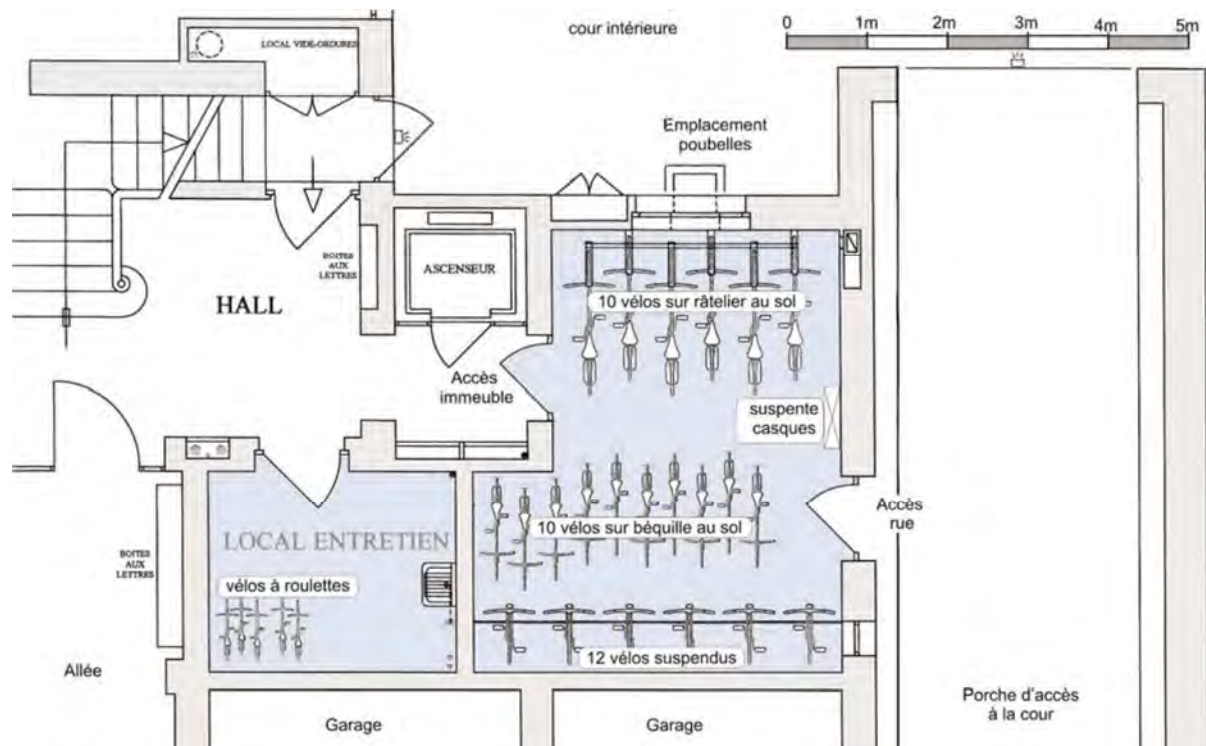 cour intérieure
0 1m 2m 3m 4m 5m
LOCAL VIDE-ORDURES
Emplacement
poubelles
BOITES
AUX
LETTRES
ASCENSEUR
HALL
10 vélos sur râtelier au sol
Accès
immeuble
suspente
casques
Accès
rue
LOCAL ENTRETIEN
10 vélos sur béquille au sol
BOITES
AUX
LETTRES
vélos à roulettes
12 vélos suspendus
Allée
Garage
Garage
Porche d'accès
à la cour